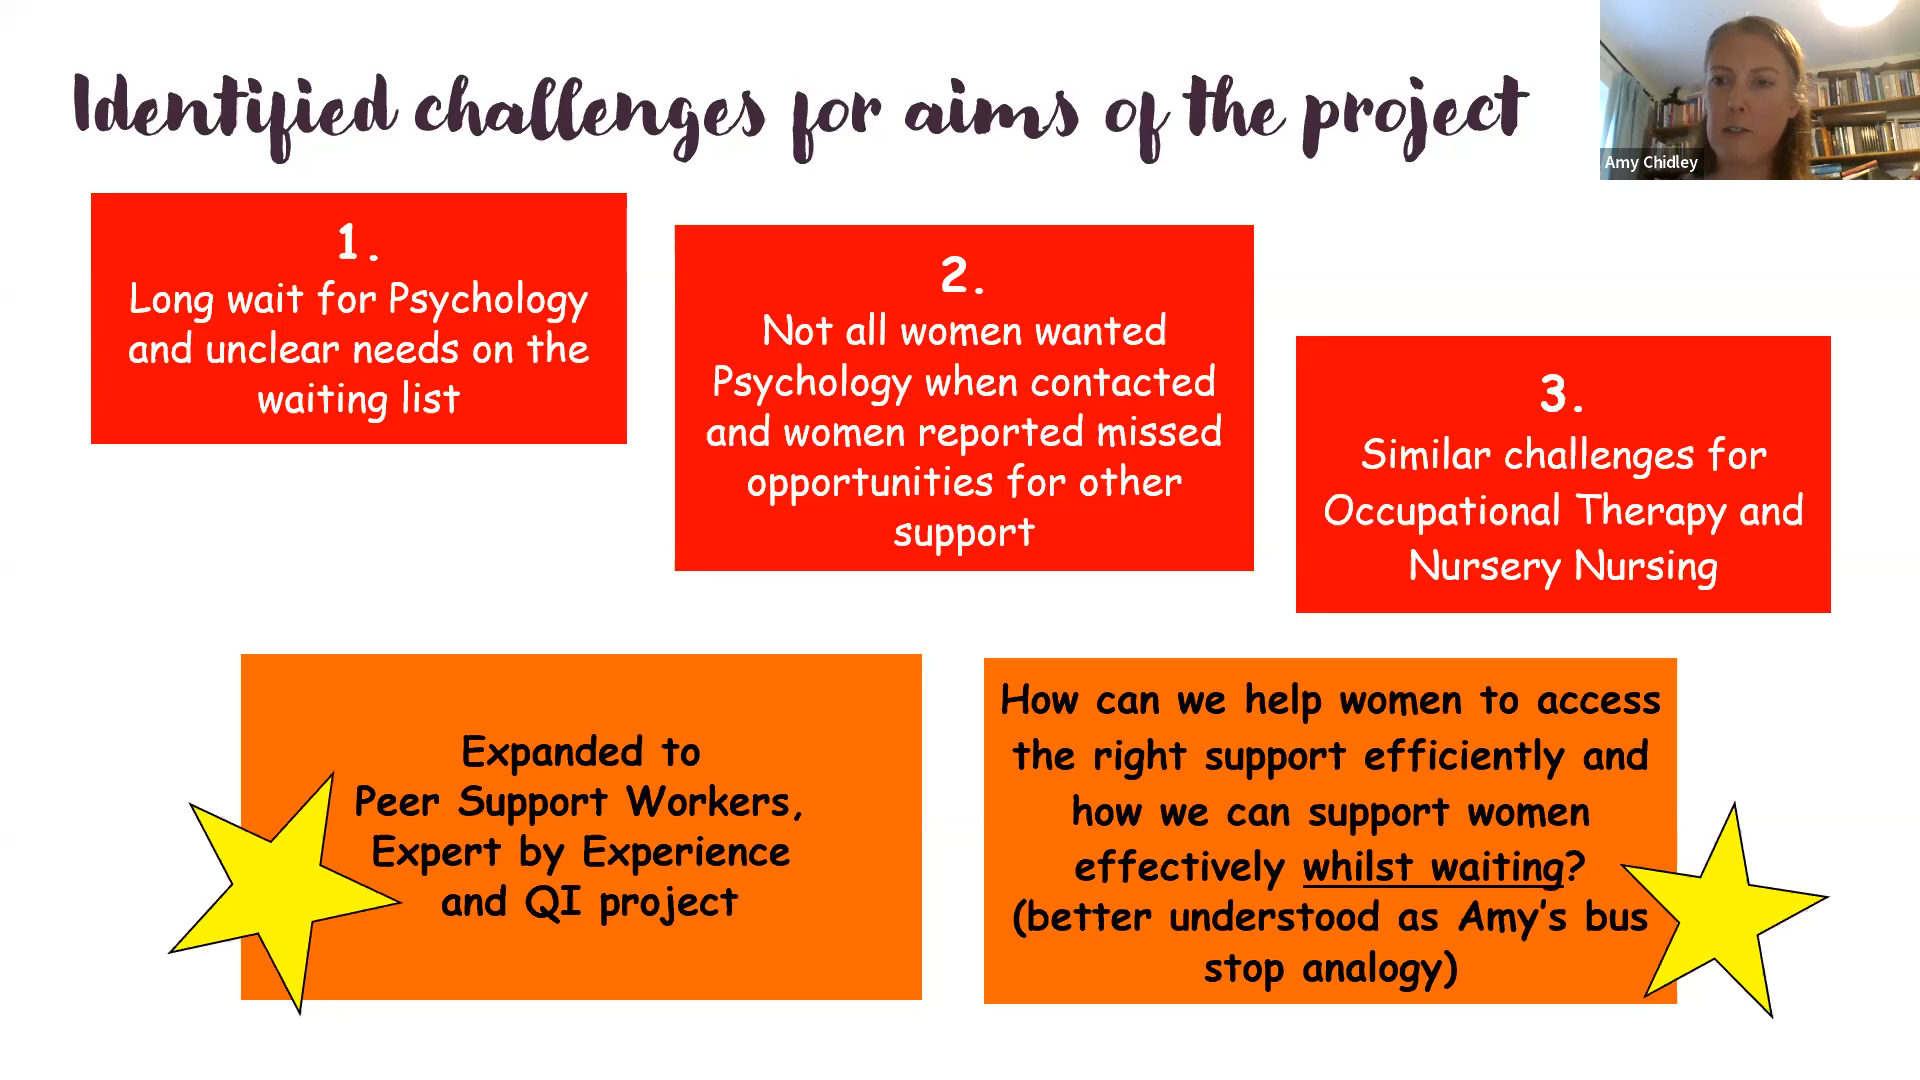 Identified challenges for aims of the project
Amy Chidley
1.
Long wait for Psychology
and unclear needs on the
waiting list
2.
Not all women wanted
Psychology when contacted
and women reported missed
opportunities for other
support
3.
Similar challenges for
Occupational Therapy and
Nursery Nursing
Expanded to
Peer Support Workers,
Expert by Experience
and QI project
How can we help women to access
the right support efficiently and
how we can support women
effectively whilst waiting?
(better understood as Amy's bus
stop analogy)